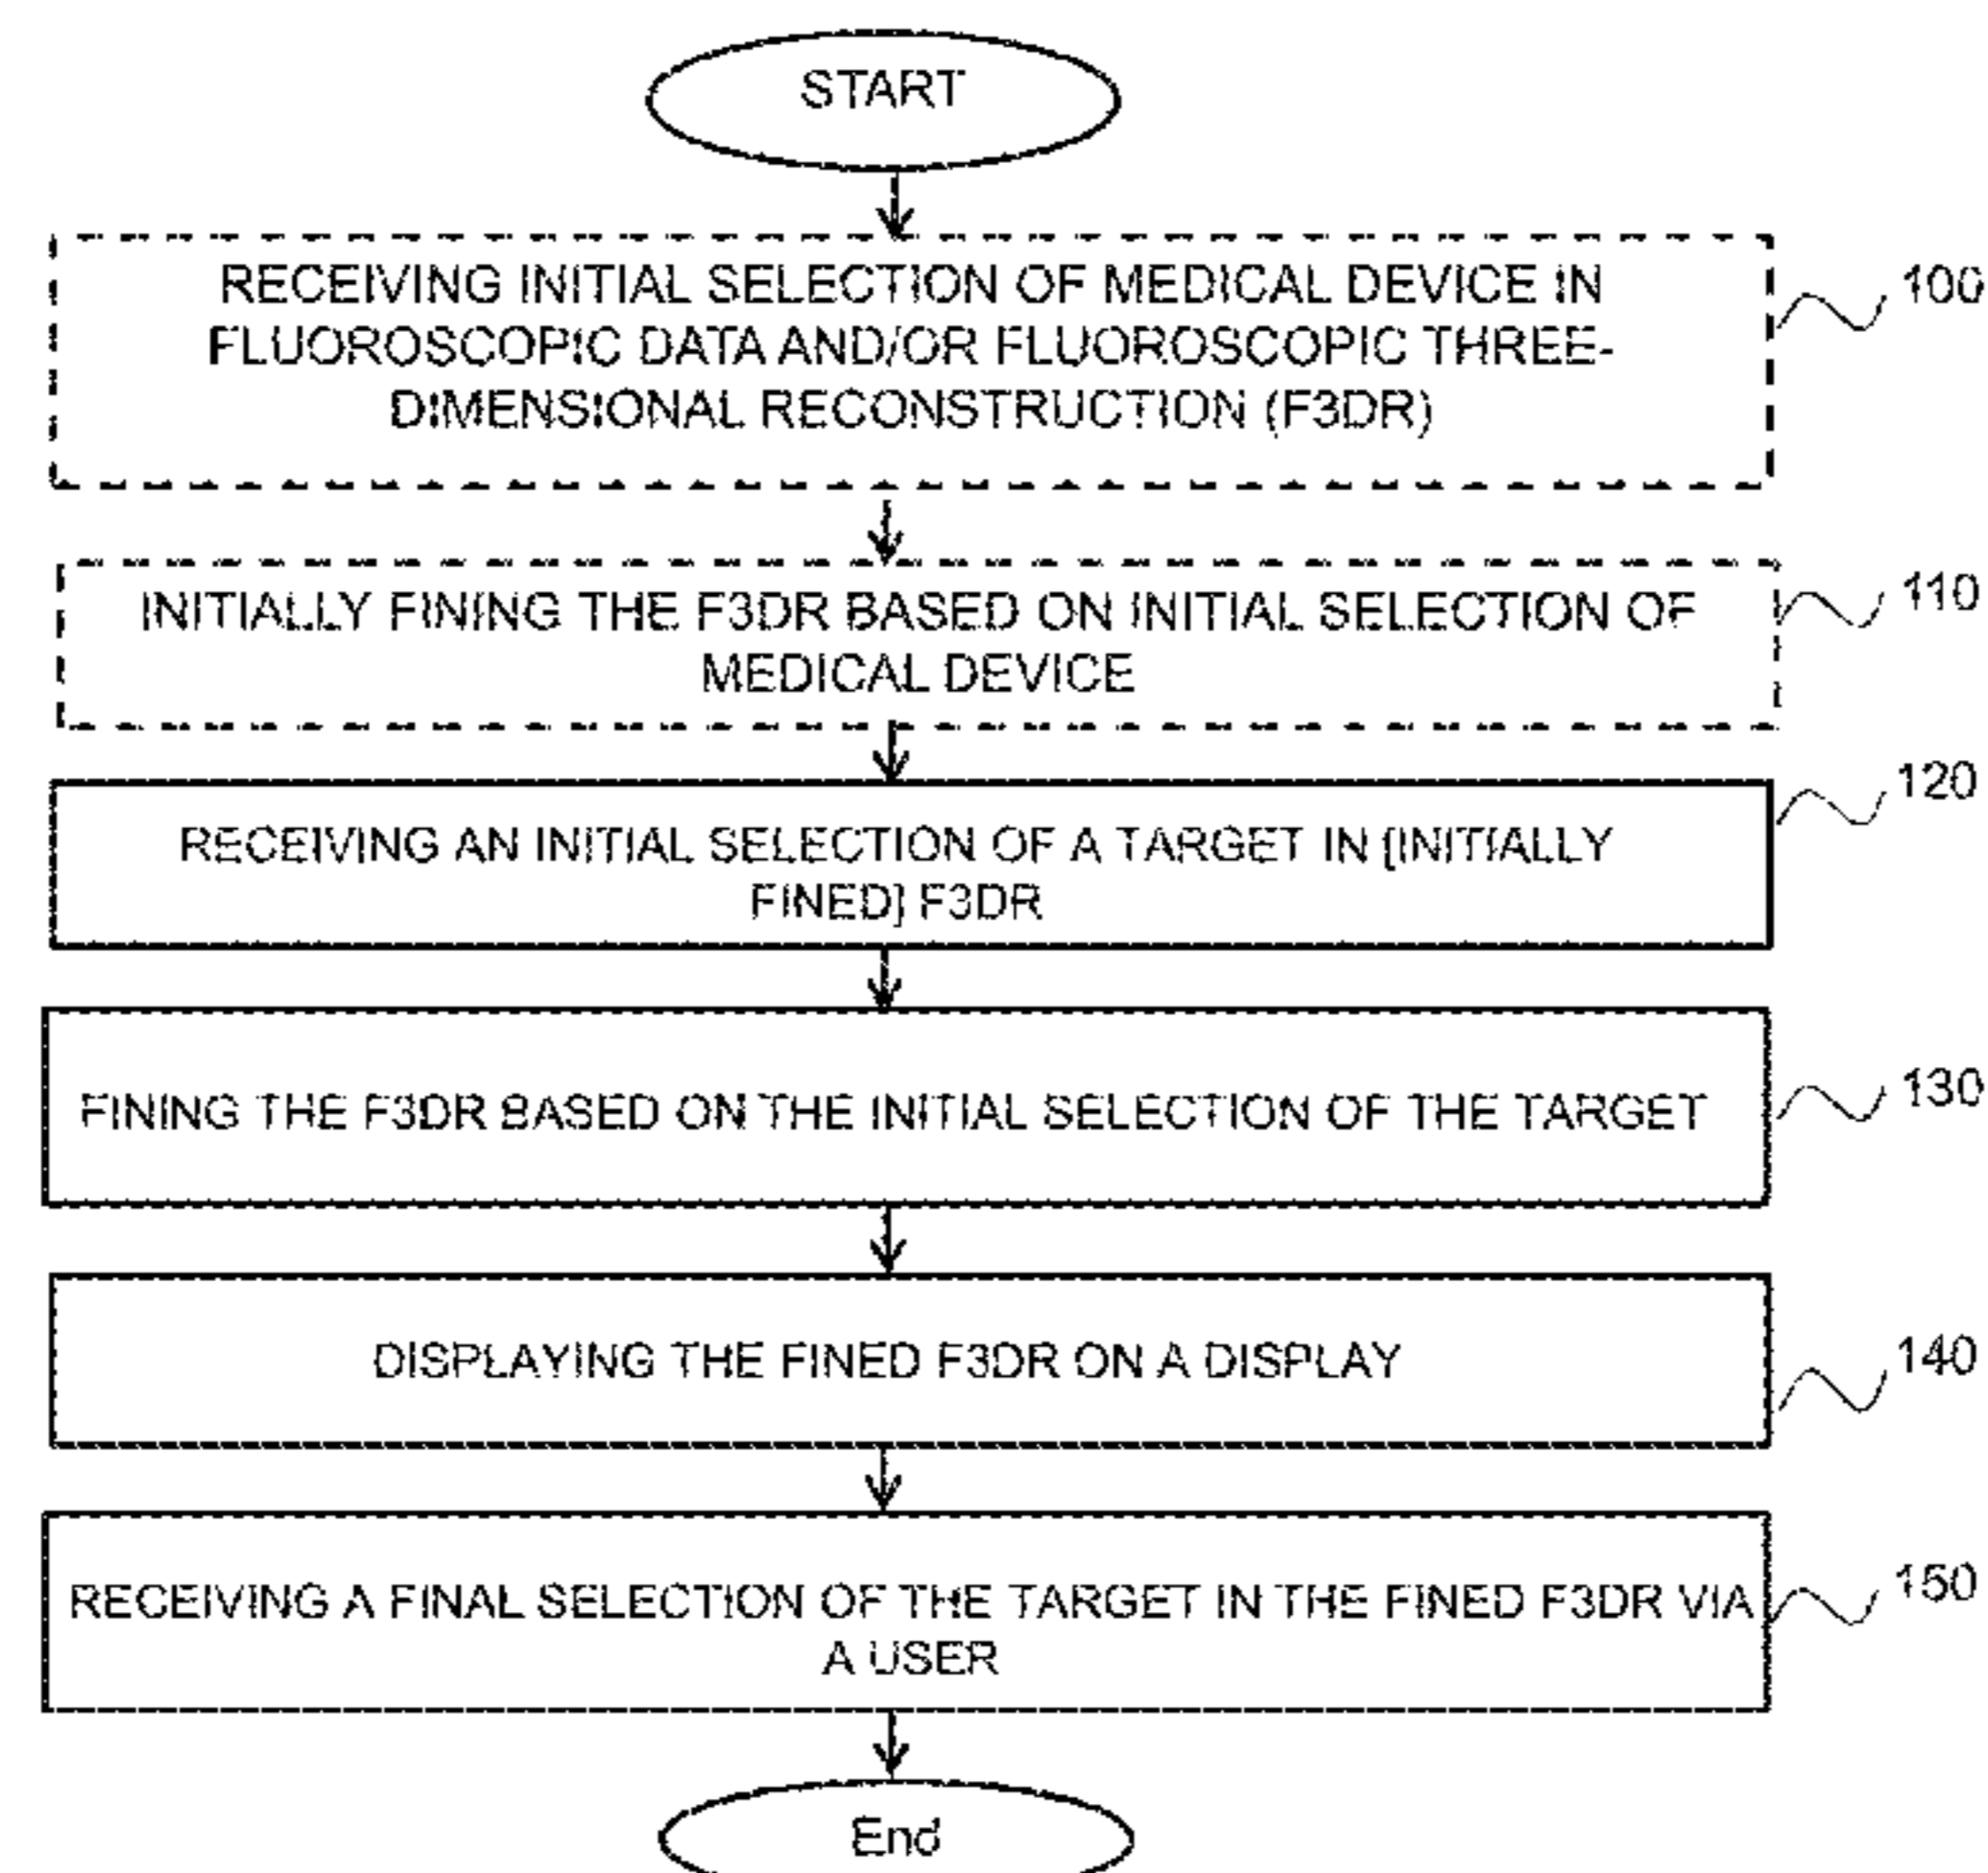 START
RECEIVING INITIAL SELECTION OF MEDICAL DEVICE IN
FLUOROSCOPIC DATA AND/OR FLUOROSCOPIC THREE-
DIMENSIONAL RECONSTRUCTION (F3DR)
100
INITIALLY FINING THE F3DR BASED ON INITIAL SELECTION OF
MEDICAL DEVICE
110
RECEIVING AN INITIAL SELECTION OF A TARGET IN [INITIALLY
FINED] F3DR
120
FINING THE F3DR BASED ON THE INITIAL SELECTION OF THE TARGET
130
DISPLAYING THE FINED F3DR ON A DISPLAY
140
RECEIVING A FINAL SELECTION OF THE TARGET IN THE FINED F3DR VIA
A USER
150
End